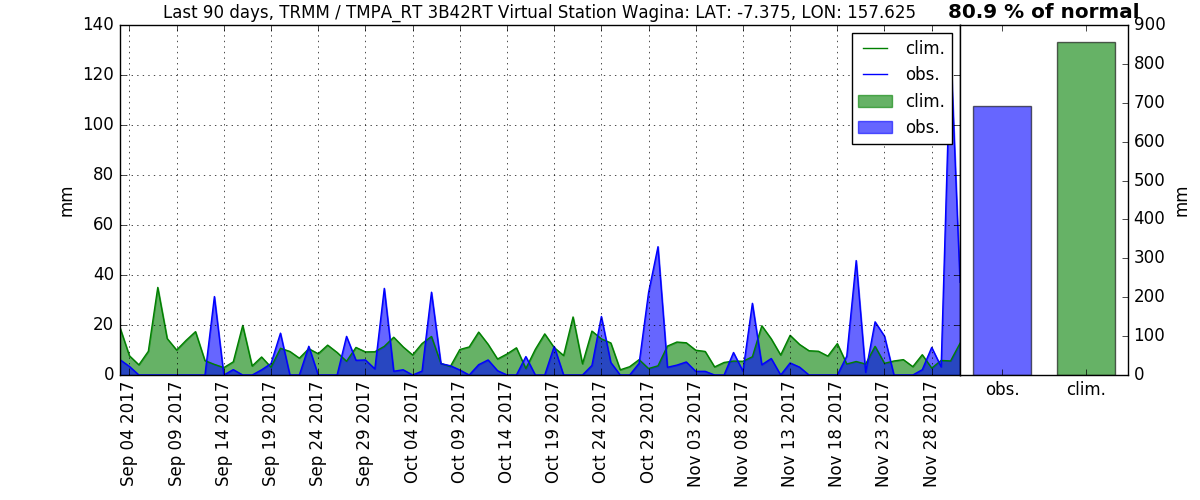 Last 90 days, TRMM / TMPA_RT 3B42RT Virtual Station Wagina: LAT: -7.375, LON: 157.625
80.9 % of normal
140
120
100
80
60
40
20
0
mm
clim.
obs.
clim.
obs.
900
800
700
600
500
400
300
200
100
0
mm
Sep 04 2017
Sep 09 2017
Sep 14 2017
Sep 19 2017
Sep 24 2017
Sep 29 2017
Oct 04 2017
Oct 09 2017
Oct 14 2017
Oct 19 2017
Oct 24 2017
Oct 29 2017
Nov 03 2017
Nov 08 2017
Nov 13 2017
Nov 18 2017
Nov 23 2017
Nov 28 2017
obs.
clim.